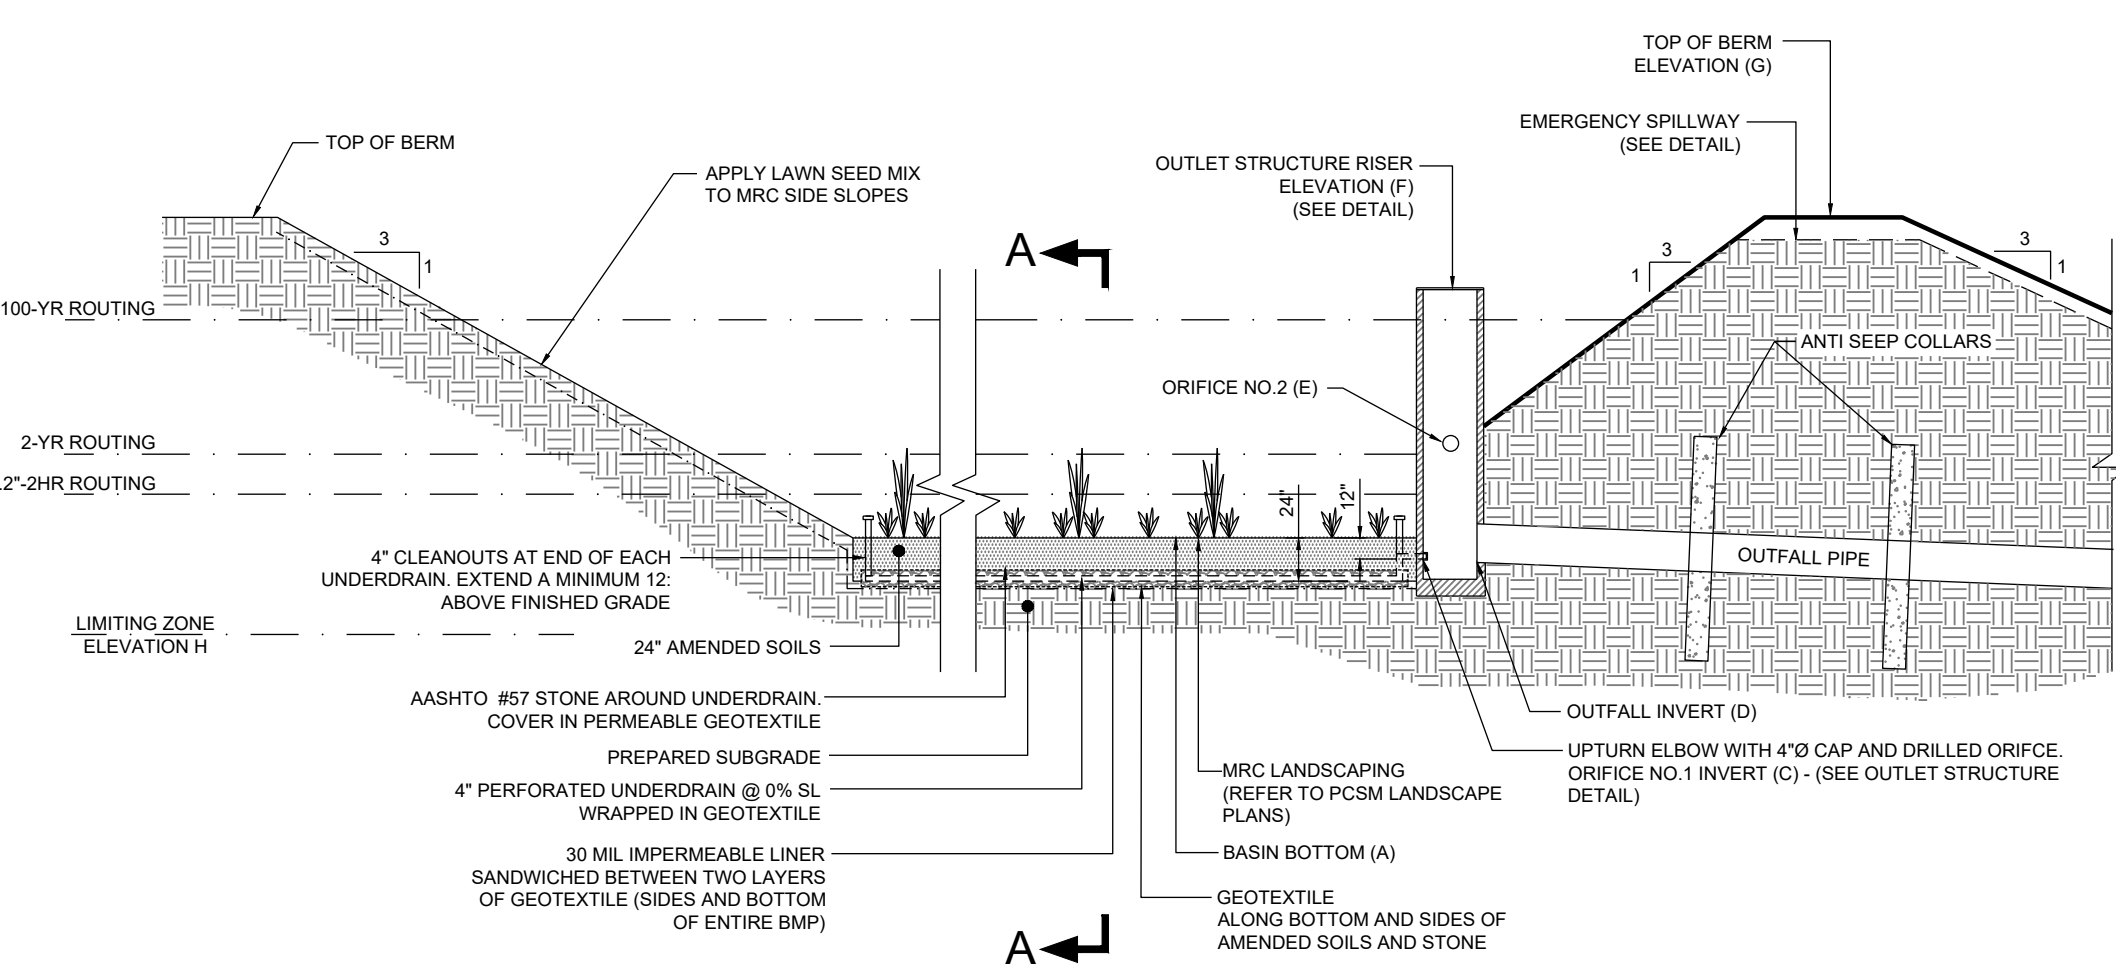 TOP OF BERM
ELEVATION (G)
EMERGENCY SPILLWAY
(SEE DETAIL)
TOP OF BERM
OUTLET STRUCTURE RISER
ELEVATION (F)
(SEE DETAIL)
APPLY LAWN SEED MIX
TO MRC SIDE SLOPES
A
3
1
3
1
3
1
100-YR ROUTING
ANTI SEEP COLLARS
ORIFICE NO.2 (E)
2-YR ROUTING
.2"-2HR ROUTING
24"
12"
4" CLEANOUTS AT END OF EACH
UNDERDRAIN. EXTEND A MINIMUM 12:
ABOVE FINISHED GRADE
OUTFALL PIPE
LIMITING ZONE
ELEVATION H
24" AMENDED SOILS
AASHTO #57 STONE AROUND UNDERDRAIN.
COVER IN PERMEABLE GEOTEXTILE
PREPARED SUBGRADE
4" PERFORATED UNDERDRAIN @ 0% SL
WRAPPED IN GEOTEXTILE
30 MIL IMPERMEABLE LINER
SANDWICHED BETWEEN TWO LAYERS
OF GEOTEXTILE (SIDES AND BOTTOM
OF ENTIRE BMP)
OUTFALL INVERT (D)
UPTURN ELBOW WITH 4"Ø CAP AND DRILLED ORIFCE.
ORIFICE NO.1 INVERT (C) - (SEE OUTLET STRUCTURE
DETAIL)
MRC LANDSCAPING
(REFER TO PCSM LANDSCAPE
PLANS)
BASIN BOTTOM (A)
GEOTEXTILE
ALONG BOTTOM AND SIDES OF
AMENDED SOILS AND STONE
A